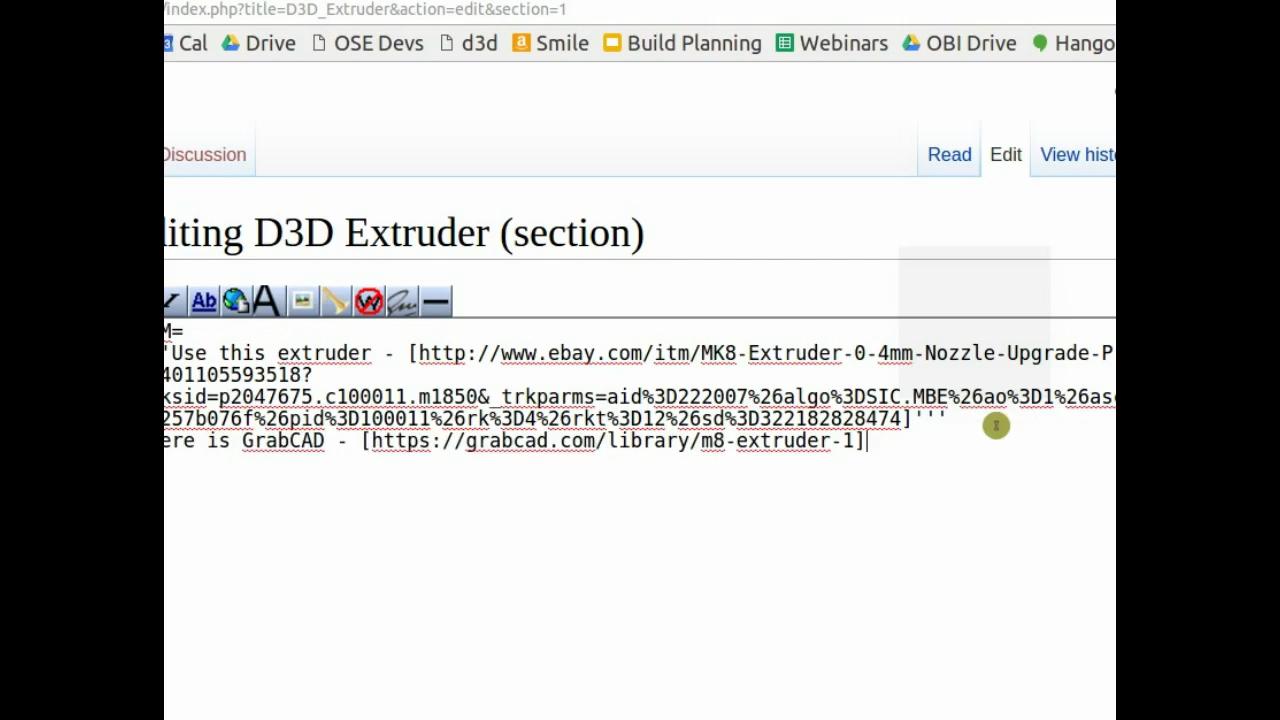 /index.php?title=D3D_Extruder&action=edit&section=1
Cal Drive OSE Devs d3d Smile Build Planning Webinars OBI Drive Hango
Discussion Read Edit View histo
diting D3D Extruder (section)
Ab A W
M=
'Use this extruder - [http://www.ebay.com/itm/MK8-Extruder-0-4mm-Nozzle-Upgrade-P
401105593518?
ksid=p2047675.c100011.m1850&_trkparms=aid%3D222007%26algo%3DSIC.MBE%26ao%3D1%26as
257b076f%26pid%3D100011%26rk%3D4%26rkt%3D12%26sd%3D322182828474]'''
ere is GrabCAD - [https://grabcad.com/library/m8-extruder-1]